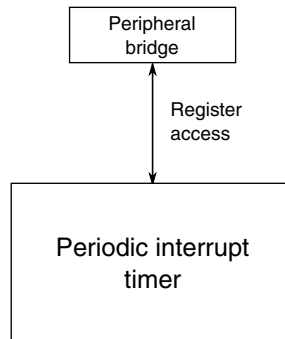 Peripheral
bridge
Register
access
Periodic interrupt
timer